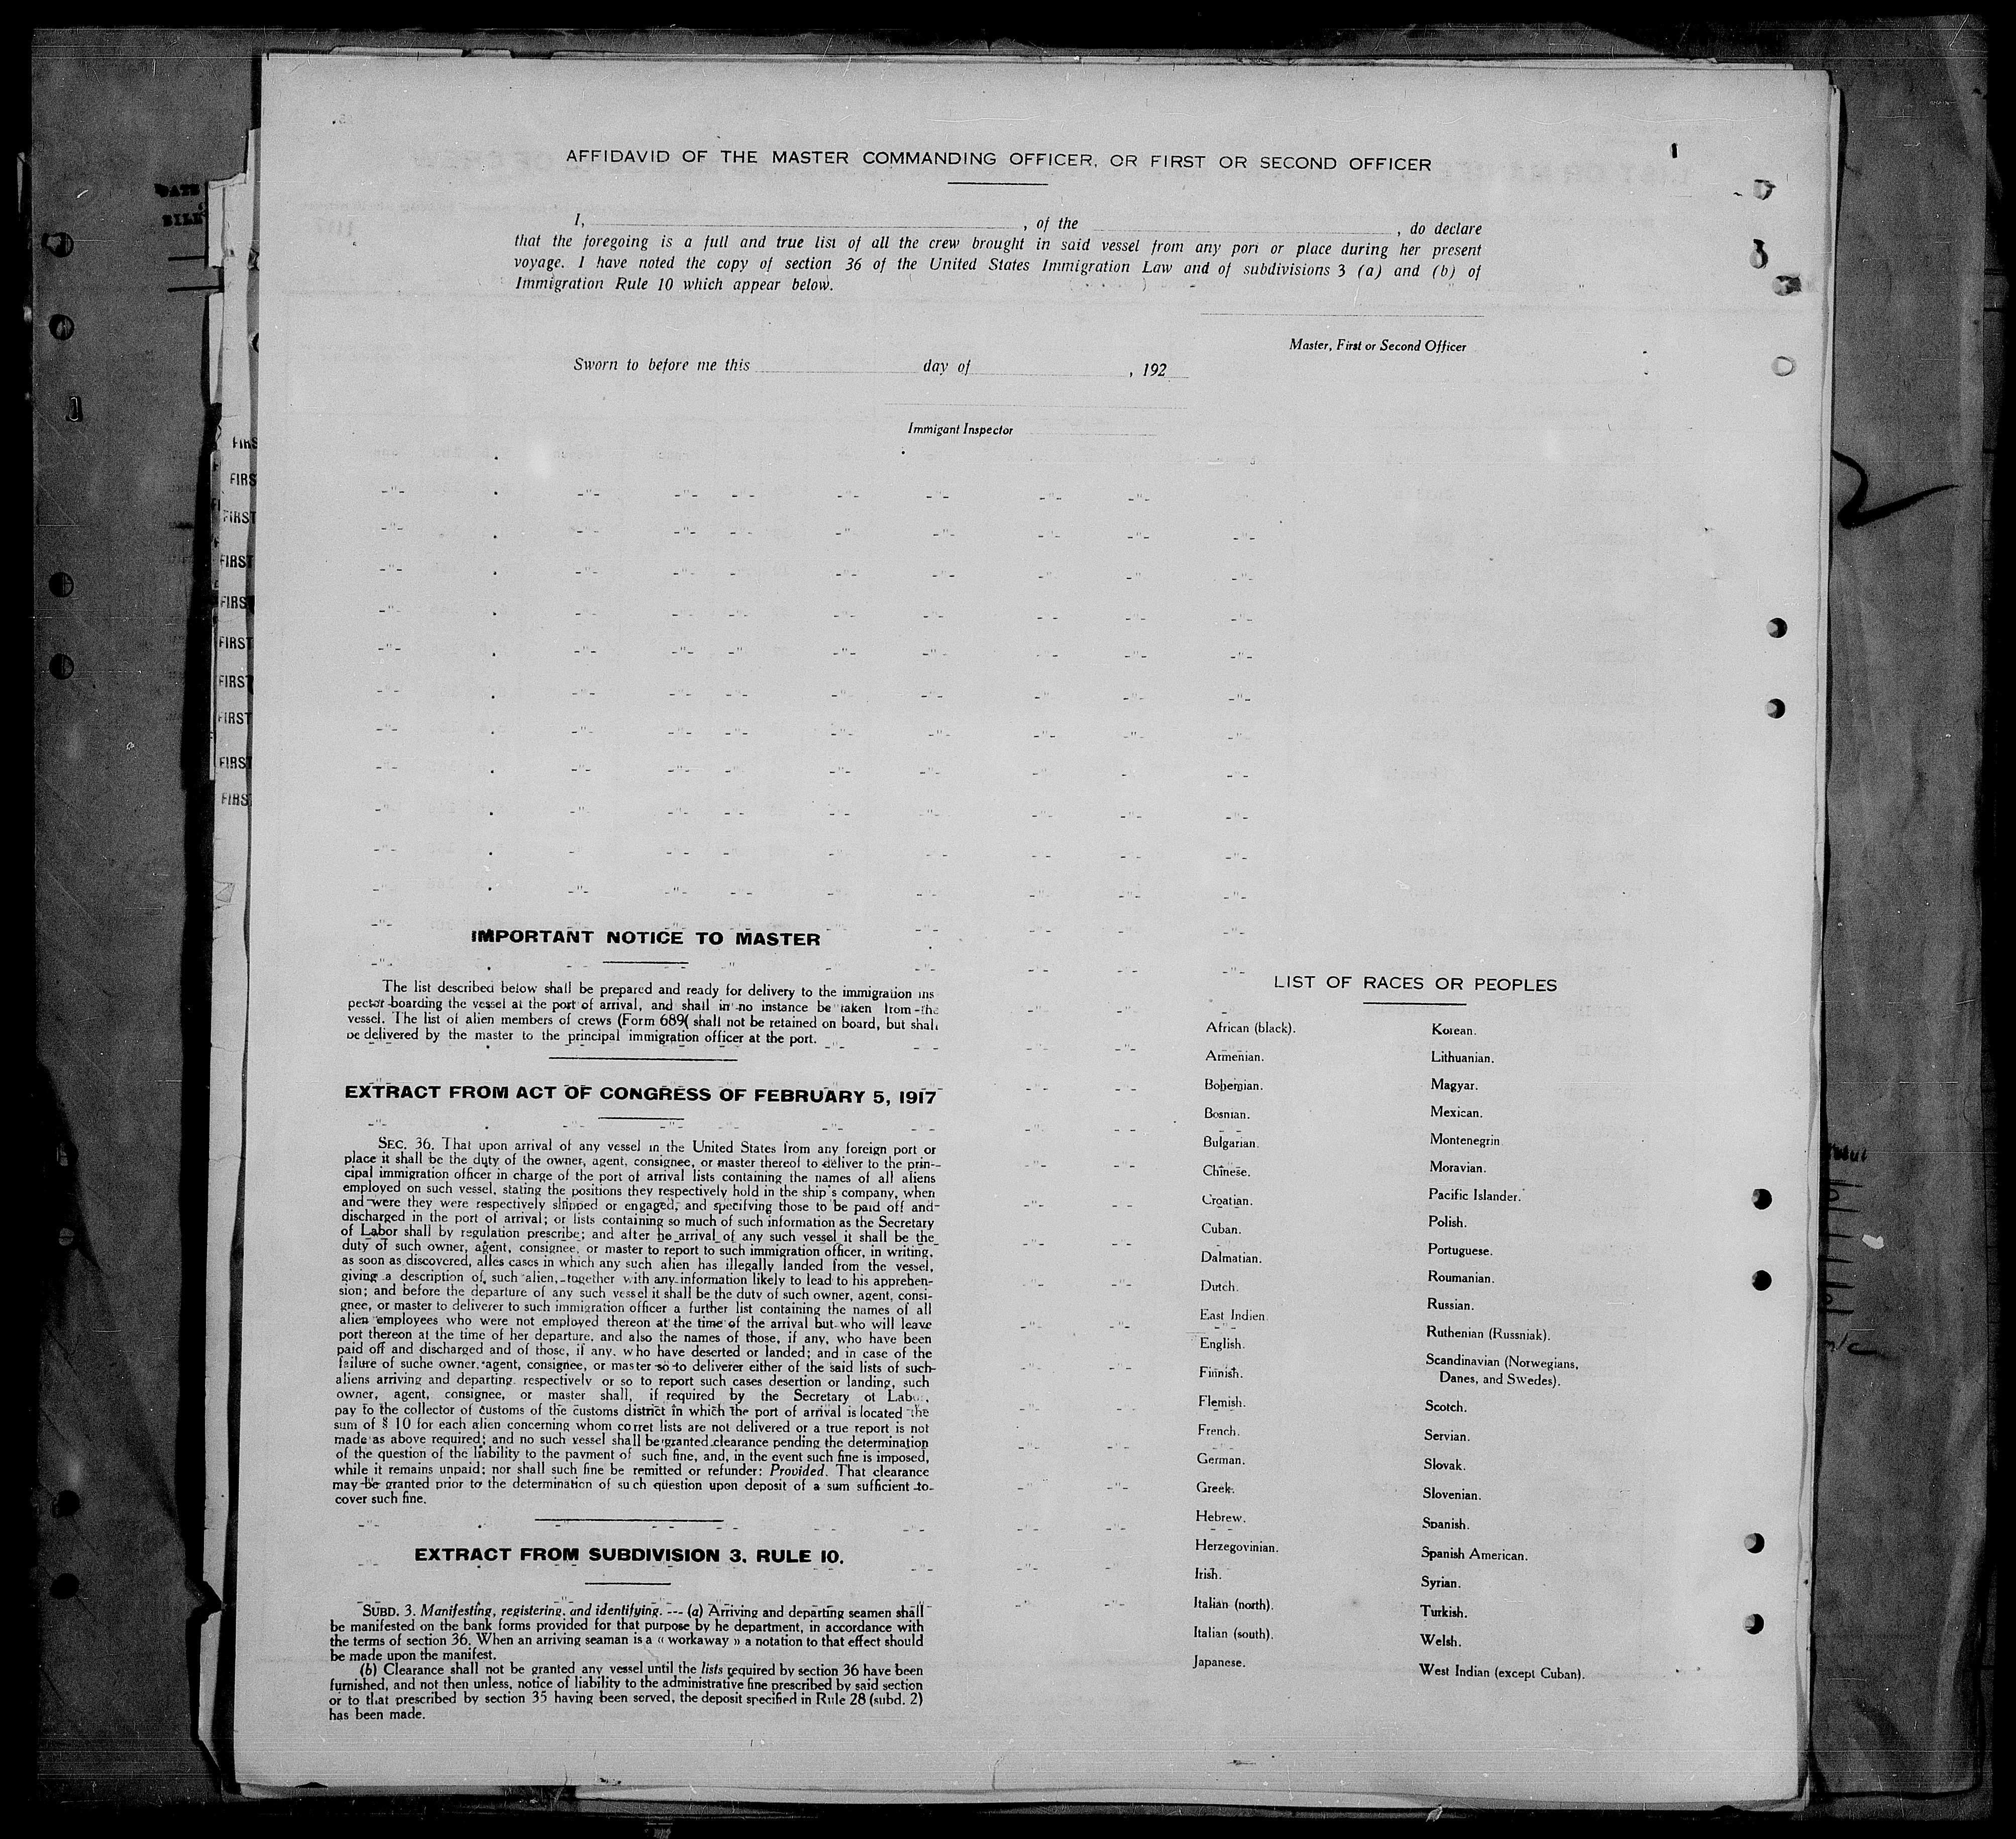 AFFIDAVID OF THE MASTER COMMANDING OFFICER, OR FIRST OR SECOND OFFICER
I, , of the , do declare
that the foregoing is a full and true list of all the crew brought in said vessel from any port or place during her present
voyage. I have noted the copy of section 36 of the United States Immigration Law and of subdivisions 3 (a) and (b) of
Immigration Rule 10 which appear below.
Master, First or Second Officer
Sworn to before me this day of , 192
Immigant Inspector
IMPORTANT NOTICE TO MASTER
The list described below shall be prepared and ready for delivery to the immigration ins
pector boarding the vessel at the port of arrival, and shall in no instance be taken from the
vessel. The list of alien members of crews (Form 689( shall not be retained on board, but shall
be delivered by the master to the principal immigration officer at the port.
EXTRACT FROM ACT OF CONGRESS OF FEBRUARY 5, 1917
SEC. 36. That upon arrival of any vessel in the United States from any foreign port or
place it shall be the duty of the owner, agent, consignee, or master thereof to deliver to the prin-
cipal immigration officer in charge of the port of arrival lists containing the names of all aliens
employed on such vessel, stating the positions they respectively hold in the ship's company, when
and were they were respectively shipped or engaged, and specifving those to be paid off and
discharged in the port of arrival; or lists containing so much of such information as the Secretary
of Labor shall by regulation prescribe; and after he arrival of any such vessel it shall be the
duty of such owner, agent, consignee, or master to report to such immigration officer, in writing,
as soon as discovered, alles cases in which any such alien has illegally landed from the vessel,
giving a description of such alien, together with any information likely to lead to his apprehen-
sion; and before the departure of any such vessel it shall be the duty of such owner, agent, consi-
gnee, or master to deliverer to such immigration officer a further list containing the names of all
alien employees who were not employed thereon at the time of the arrival but who will leave
port thereon at the time of her departure, and also the names of those, if any, who have been
paid off and discharged and of those, if any, who have deserted or landed; and in case of the
failure of suche owner, agent, consignee, or master so to deliverer either of the said lists of such
aliens arriving and departing respectively or so to report such cases desertion or landing, such
owner, agent, consignee, or master shall, if required by the Secretary ot Labor,
pay to the collector of customs of the customs district in which the port of arrival is located the
sum of $ 10 for each alien concerning whom corret lists are not delivered or a true report is not
made as above required; and no such vessel shall be granted clearance pending the determination
of the question of the liability to the payment of such fine, and, in the event such fine is imposed,
while it remains unpaid; nor shall such fine be remitted or refunder: Provided. That clearance
may be granted prior to the determination of such question upon deposit of a sum sufficient to
cover such fine.
EXTRACT FROM SUBDIVISION 3, RULE 10.
SUBD. 3. Manifesting, registering, and identifying. --- (a) Arriving and departing seamen shall
be manifested on the bank forms provided for that purpose by he department, in accordance with
the terms of section 36. When an arriving seaman is a « workaway » a notation to that effect should
be made upon the manifest.
(b) Clearance shall not be granted any vessel until the lists required by section 36 have been
furnished, and not then unless, notice of liability to the administrative fine prescribed by said section
or to that prescribed by section 35 having been served, the deposit specified in Rule 28 (subd. 2)
has been made.
LIST OF RACES OR PEOPLES
African (black).
Armenian.
Bohemian.
Bosnian.
Bulgarian.
Chinese.
Croatian.
Cuban.
Dalmatian.
Dutch.
East Indien
English.
Finnish.
Flemish.
French.
German.
Greek.
Hebrew.
Herzegovinian.
Irish.
Italian (north).
Italian (south).
Japanese.
Korean.
Lithuanian.
Magyar.
Mexican.
Montenegrin
Moravian.
Pacific Islander.
Polish.
Portuguese.
Roumanian.
Russian.
Ruthenian (Russniak).
Scandinavian (Norwegians,
Danes, and Swedes).
Scotch.
Servian.
Slovak.
Slovenian.
Spanish.
Spanish American.
Syrian.
Turkish.
Welsh.
West Indian (except Cuban).
DATE
FIRST
FIRST
FIRST
FIRST
FIRST
FIRST
FIRST